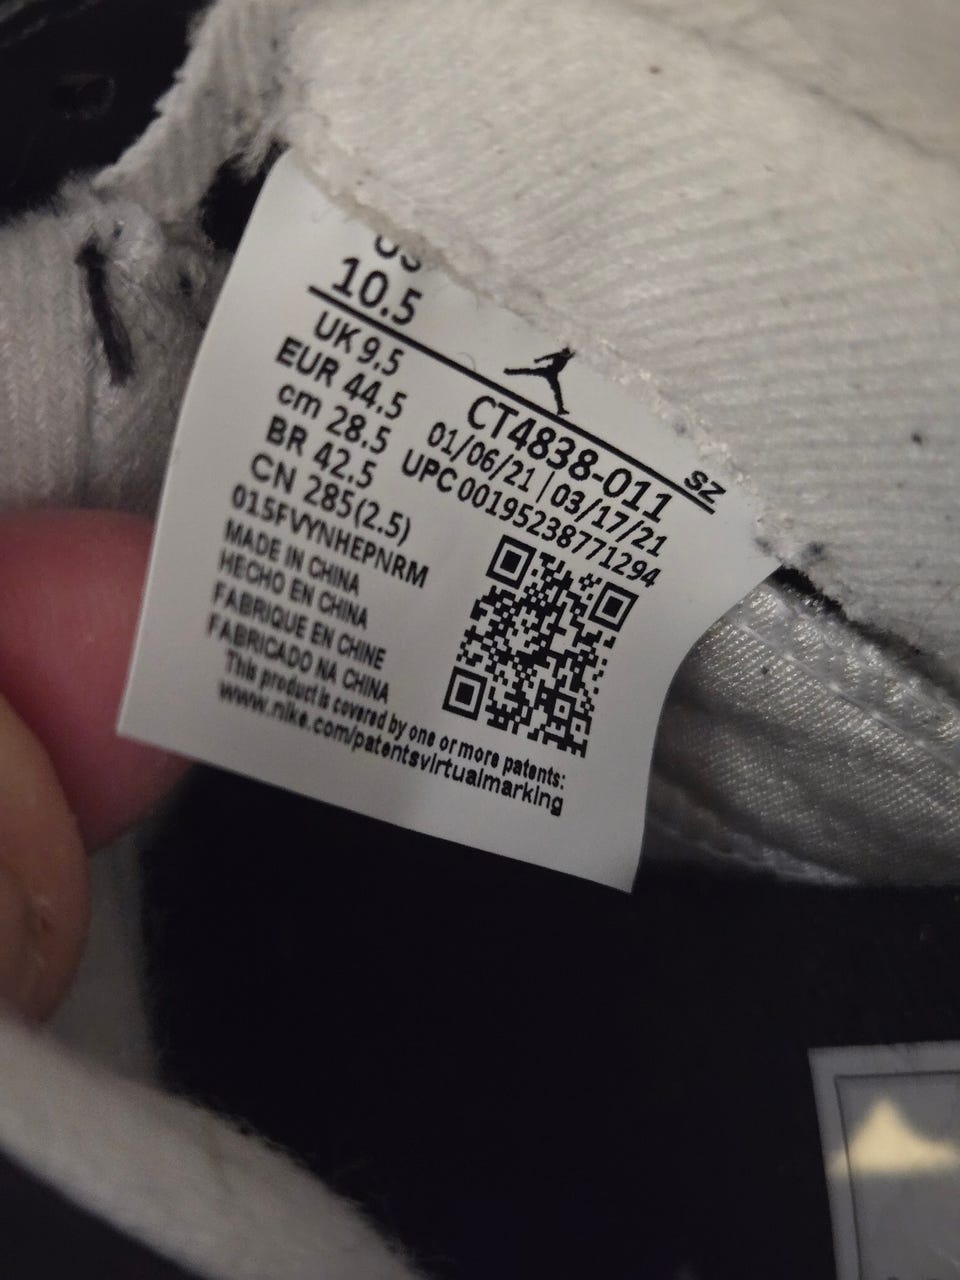 US
10.5
UK 9.5
EUR 44.5
cm 28.5
BR 42.5
CN 285(2.5)
015FVYNHEPNRM
MADE IN CHINA
HECHO EN CHINA
FABRIQUE EN CHINE
FABRICADO NA CHINA
This product is covered by one or more patents:
www.nike.com/patentsvirtualmarking
SZ
CT4838-011
01/06/21 | 03/17/21
UPC 00195238771294